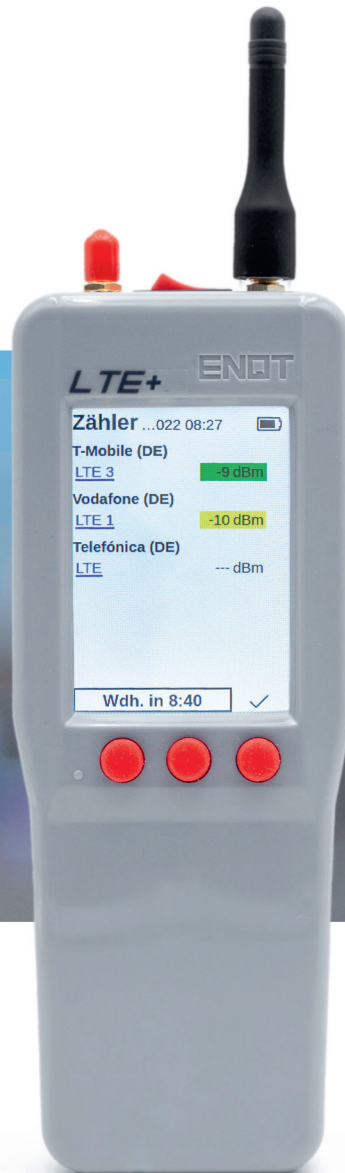 LTE+ ENQT
Zähler ...022 08:27
T-Mobile (DE)
LTE 3 -9 dBm
Vodafone (DE)
LTE 1 -10 dBm
Telefónica (DE)
LTE --- dBm
Wdh. in 8:40